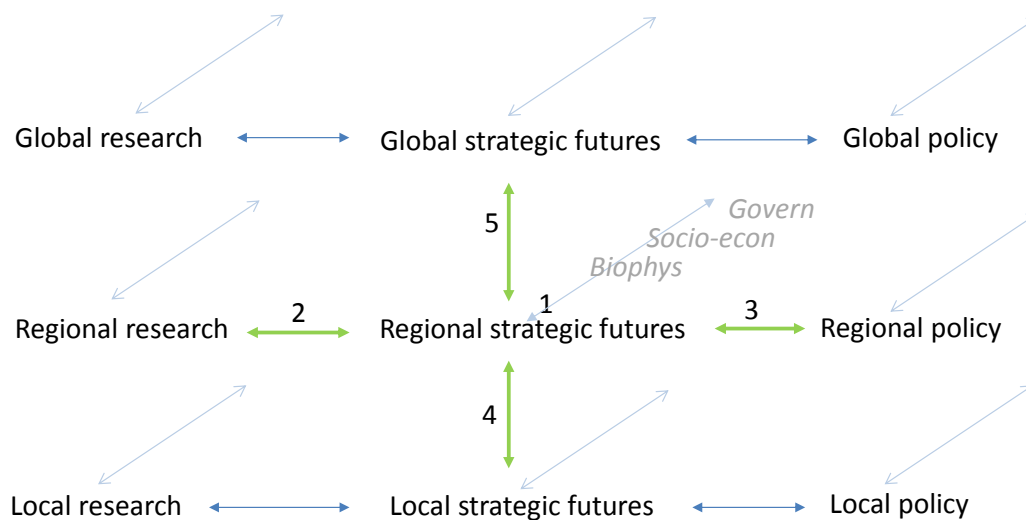 Global research
Global strategic futures
Global policy
5
Govern
Socio-econ
Biophys
1
2
3
Regional research
Regional strategic futures
Regional policy
4
Local research
Local strategic futures
Local policy